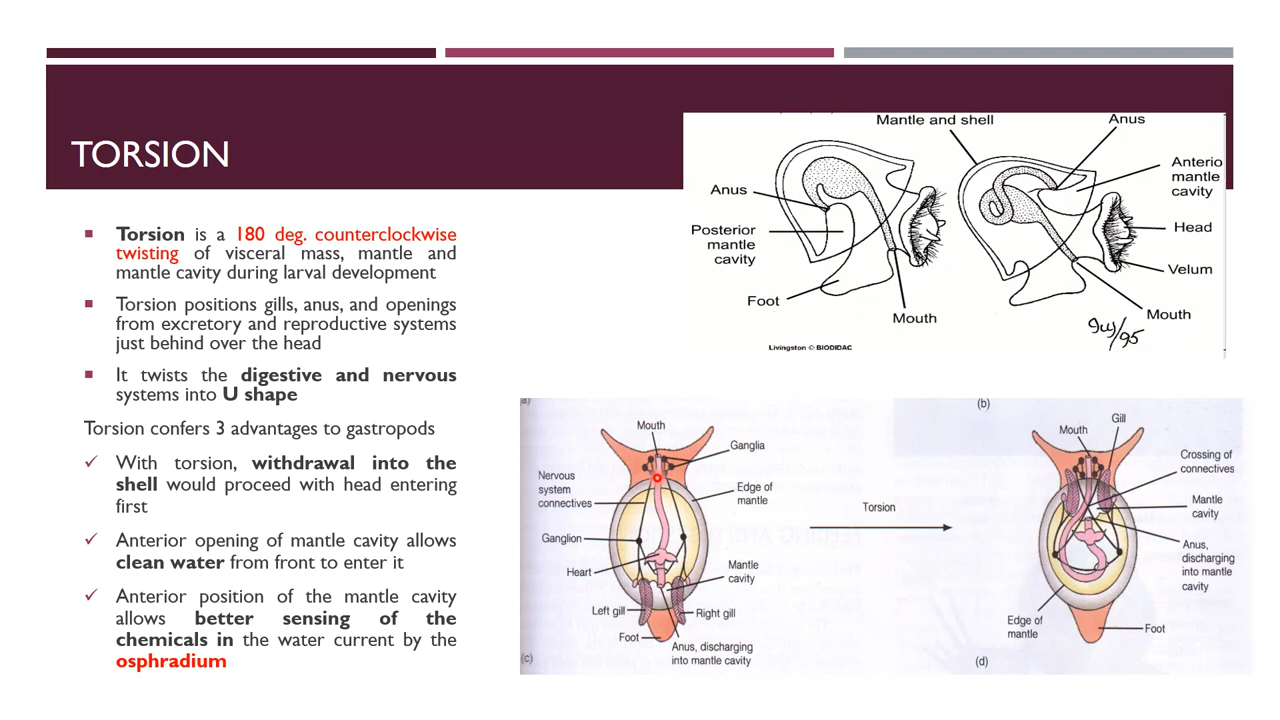 TORSION
Torsion is a 180 deg. counterclockwise
twisting of visceral mass, mantle and
mantle cavity during larval development
Torsion positions gills, anus, and openings
from excretory and reproductive systems
just behind over the head
It twists the digestive and nervous
systems into U shape
Torsion confers 3 advantages to gastropods
With torsion, withdrawal into the
shell would proceed with head entering
first
Anterior opening of mantle cavity allows
clean water from front to enter it
Anterior position of the mantle cavity
allows better sensing of the
chemicals in the water current by the
osphradium
Mantle and shell
Anus
Anterio
mantle
cavity
Anus
Posterior
mantle
cavity
Head
Velum
Foot
Mouth
Mouth
Livingston © BIODIDAC
a)
(b)
Mouth
Ganglia
Nervous
system
connectives
Edge of
mantle
Ganglion
Heart
Mantle
cavity
Left gill
Right gill
Foot
Anus, discharging
into mantle cavity
(c)
Torsion
Gill
Mouth
Crossing of
connectives
Mantle
cavity
Anus,
discharging
into mantle
cavity
Edge of
mantle
Foot
(d)